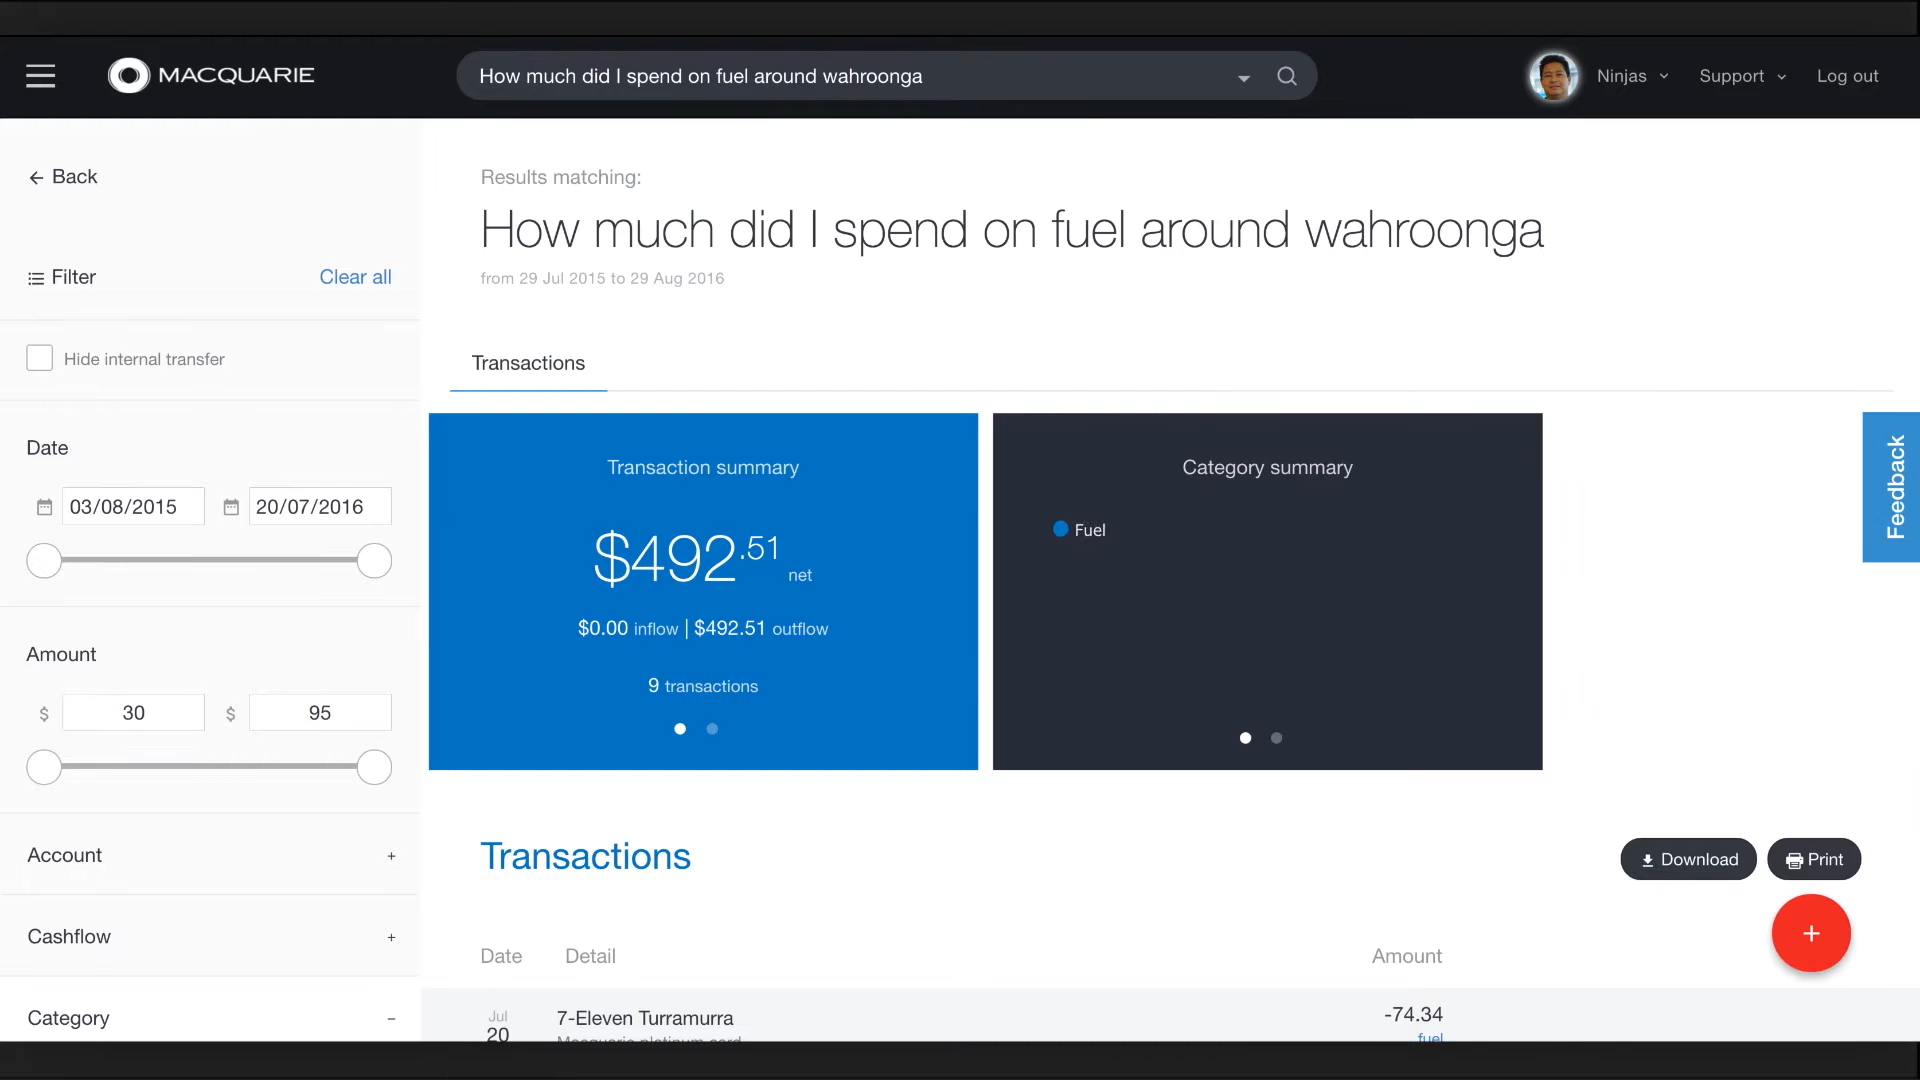 MACQUARIE
How much did I spend on fuel around wahroonga
Ninjas
Support
Log out
Back
Filter
Clear all
Hide internal transfer
Date
03/08/2015
20/07/2016
Amount
$ 30
$ 95
Account +
Cashflow +
Category –
Results matching:
How much did I spend on fuel around wahroonga
from 29 Jul 2015 to 29 Aug 2016
Transactions
Transaction summary
$492.51 net
$0.00 inflow | $492.51 outflow
9 transactions
Category summary
Fuel
Feedback
Transactions
Download
Print
+
Date Detail Amount
Jul
20
7-Eleven Turramurra
-74.34
Macquarie platinum card
fuel